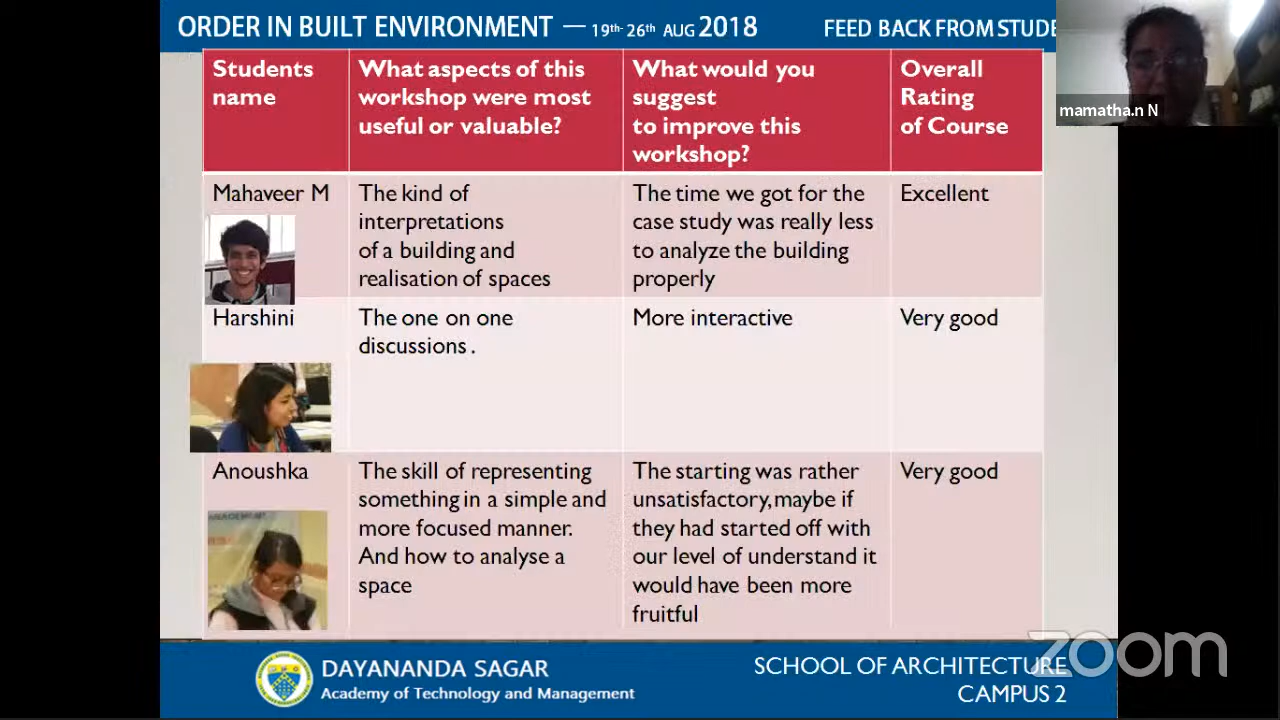 ORDER IN BUILT ENVIRONMENT — 19th- 26th AUG 2018
FEED BACK FROM STUDE
mamatha.n N
Students
name
What aspects of this
workshop were most
useful or valuable?
What would you
suggest
to improve this
workshop?
Overall
Rating
of Course
Mahaveer M
The kind of
interpretations
of a building and
realisation of spaces
The time we got for the
case study was really less
to analyze the building
properly
Excellent
Harshini
The one on one
discussions .
More interactive
Very good
Anoushka
The skill of representing
something in a simple and
more focused manner.
And how to analyse a
space
The starting was rather
unsatisfactory, maybe if
they had started off with
our level of understand it
would have been more
fruitful
Very good
DAYANANDA SAGAR
Academy of Technology and Management
SCHOOL OF ARCHITECTURE
CAMPUS 2
zoom